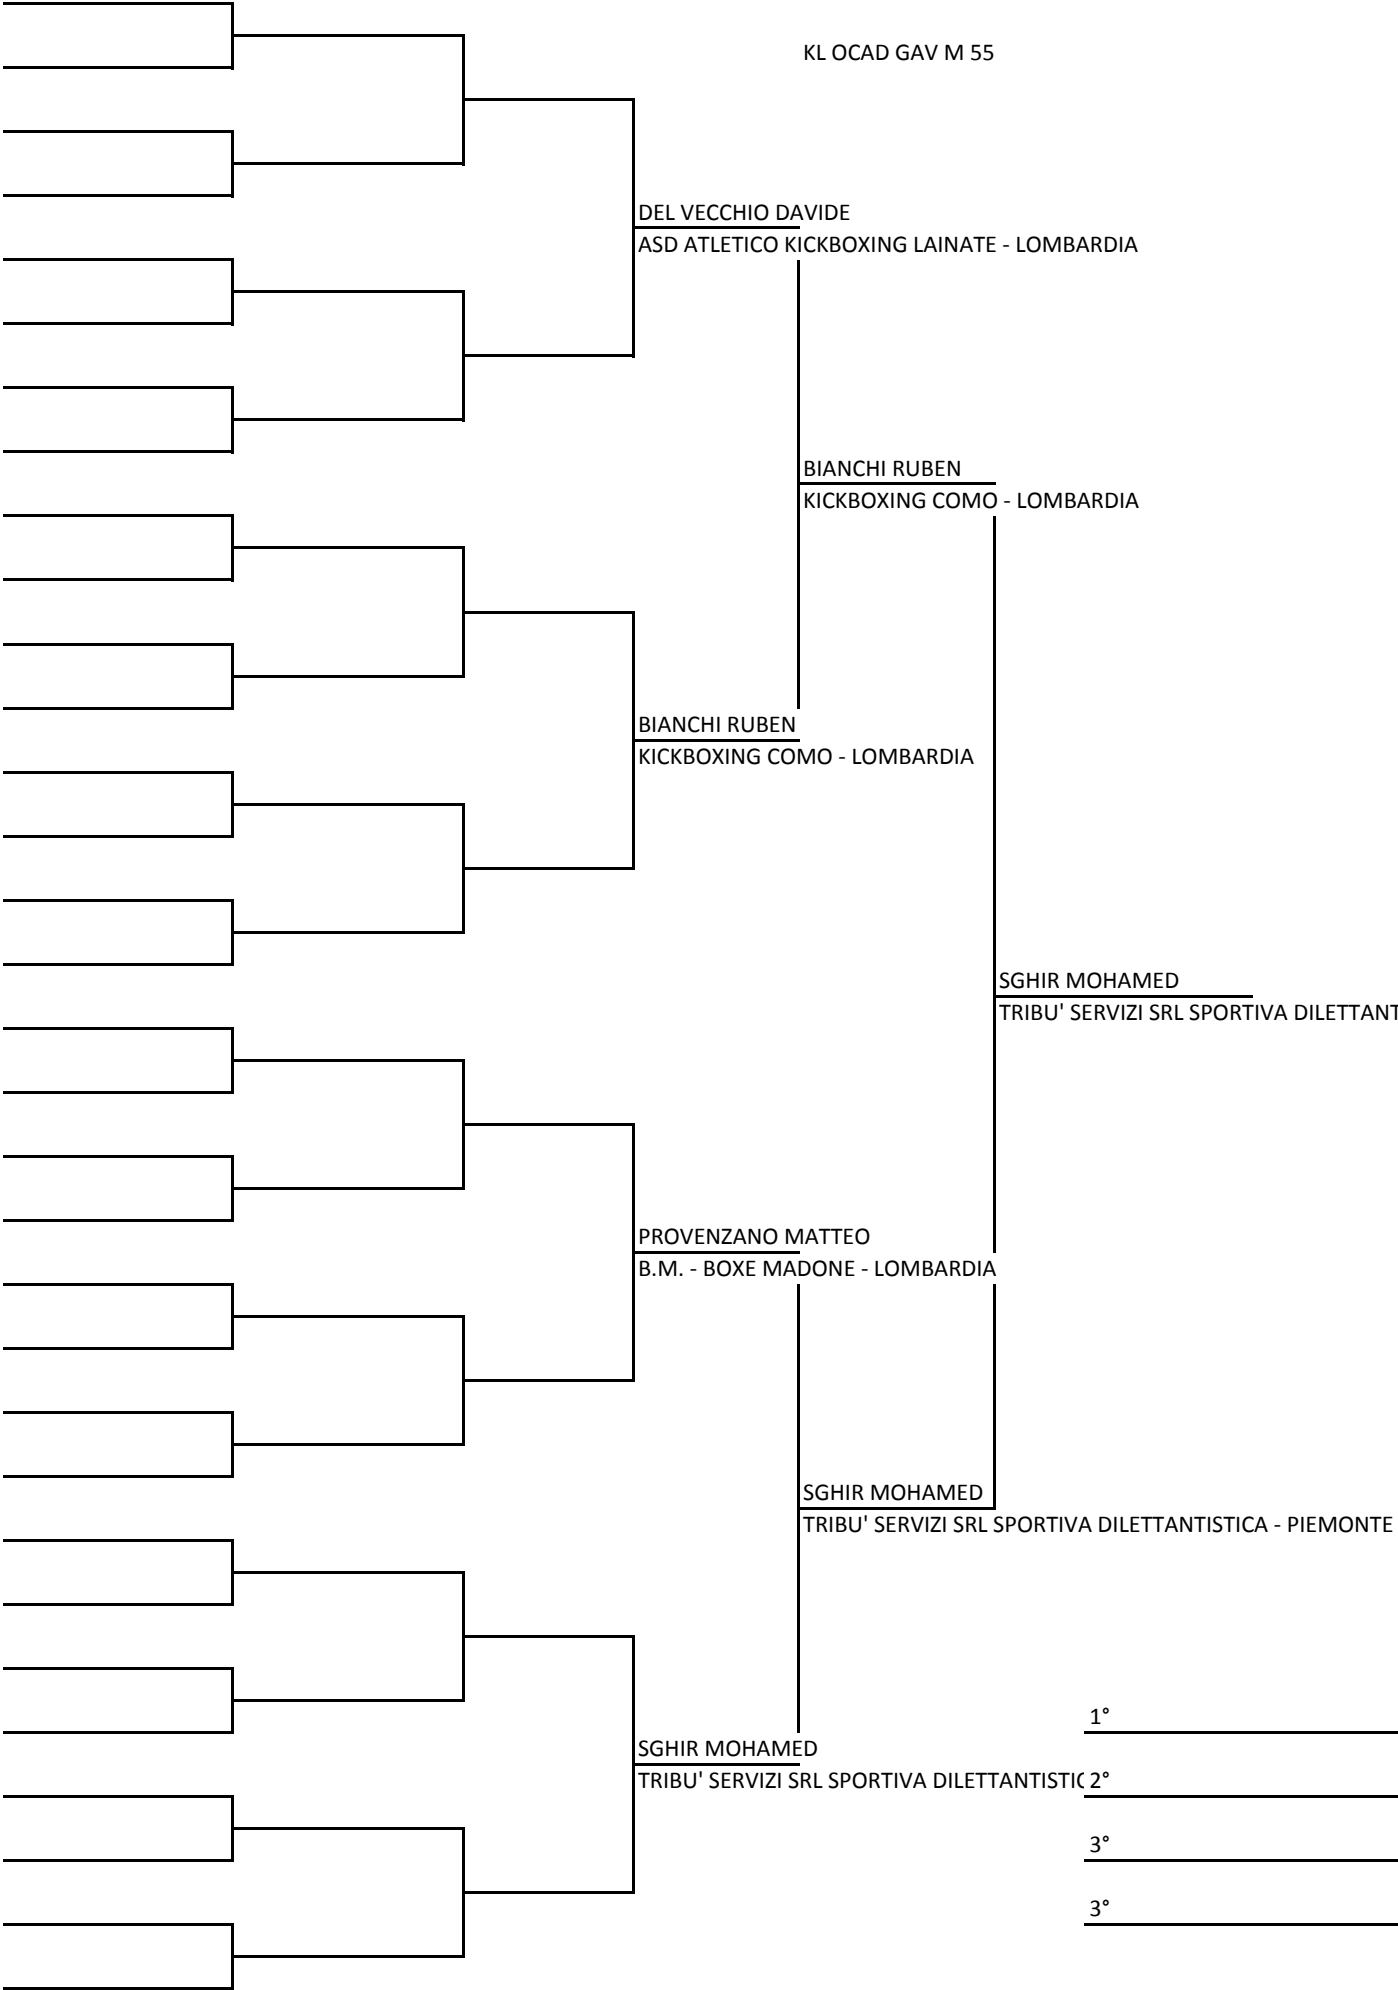 KL OCAD GAV M 55
DEL VECCHIO DAVIDE
ASD ATLETICO KICKBOXING LAINATE - LOMBARDIA
BIANCHI RUBEN
KICKBOXING COMO - LOMBARDIA
BIANCHI RUBEN
KICKBOXING COMO - LOMBARDIA
SGHIR MOHAMED
TRIBU' SERVIZI SRL SPORTIVA DILETTANT
PROVENZANO MATTEO
B.M. - BOXE MADONE - LOMBARDIA
SGHIR MOHAMED
TRIBU' SERVIZI SRL SPORTIVA DILETTANTISTICA - PIEMONTE
1°
SGHIR MOHAMED
TRIBU' SERVIZI SRL SPORTIVA DILETTANTISTIC
2°
3°
3°